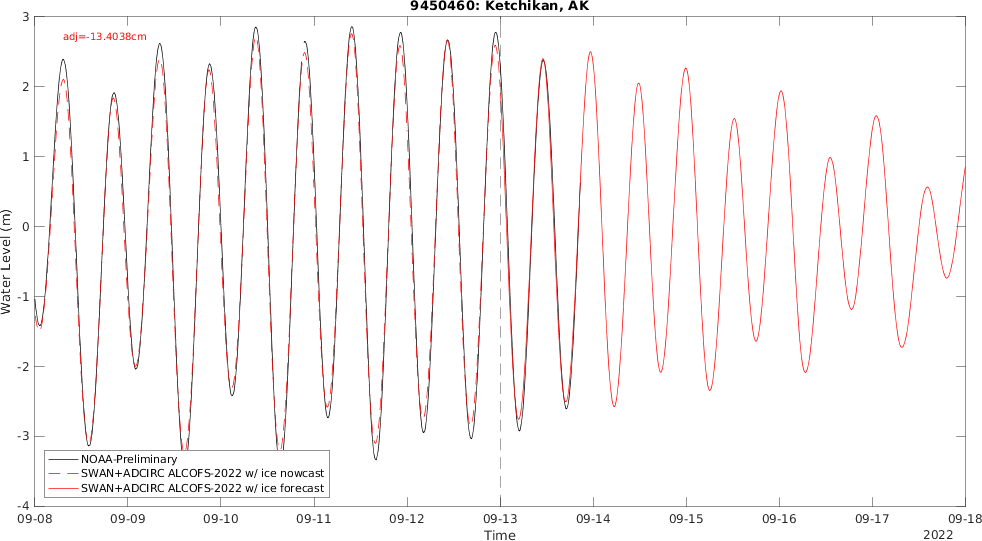 9450460: Ketchikan, AK
adj=-13.4038cm
3
2
1
0
-1
-2
-3
-4
Water Level (m)
NOAA-Preliminary
SWAN+ADCIRC ALCOFS-2022 w/ ice nowcast
SWAN+ADCIRC ALCOFS-2022 w/ ice forecast
09-08 09-09 09-10 09-11 09-12 09-13 09-14 09-15 09-16 09-17 09-18
Time
2022